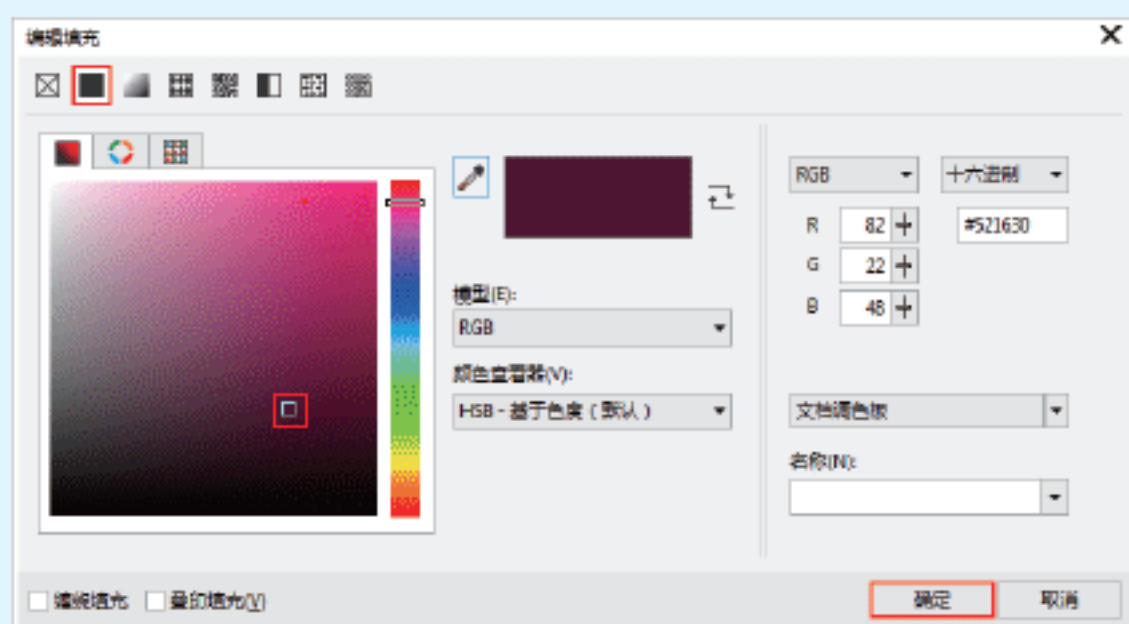 编辑填充
RGB
十六进制
R
82
#521630
G
22
B
48
模型(E):
RGB
颜色查看器(V):
HSB - 基于色度 ( 默认 )
文档调色板
名称(N):
缠绕填充
叠印填充(V)
确定
取消